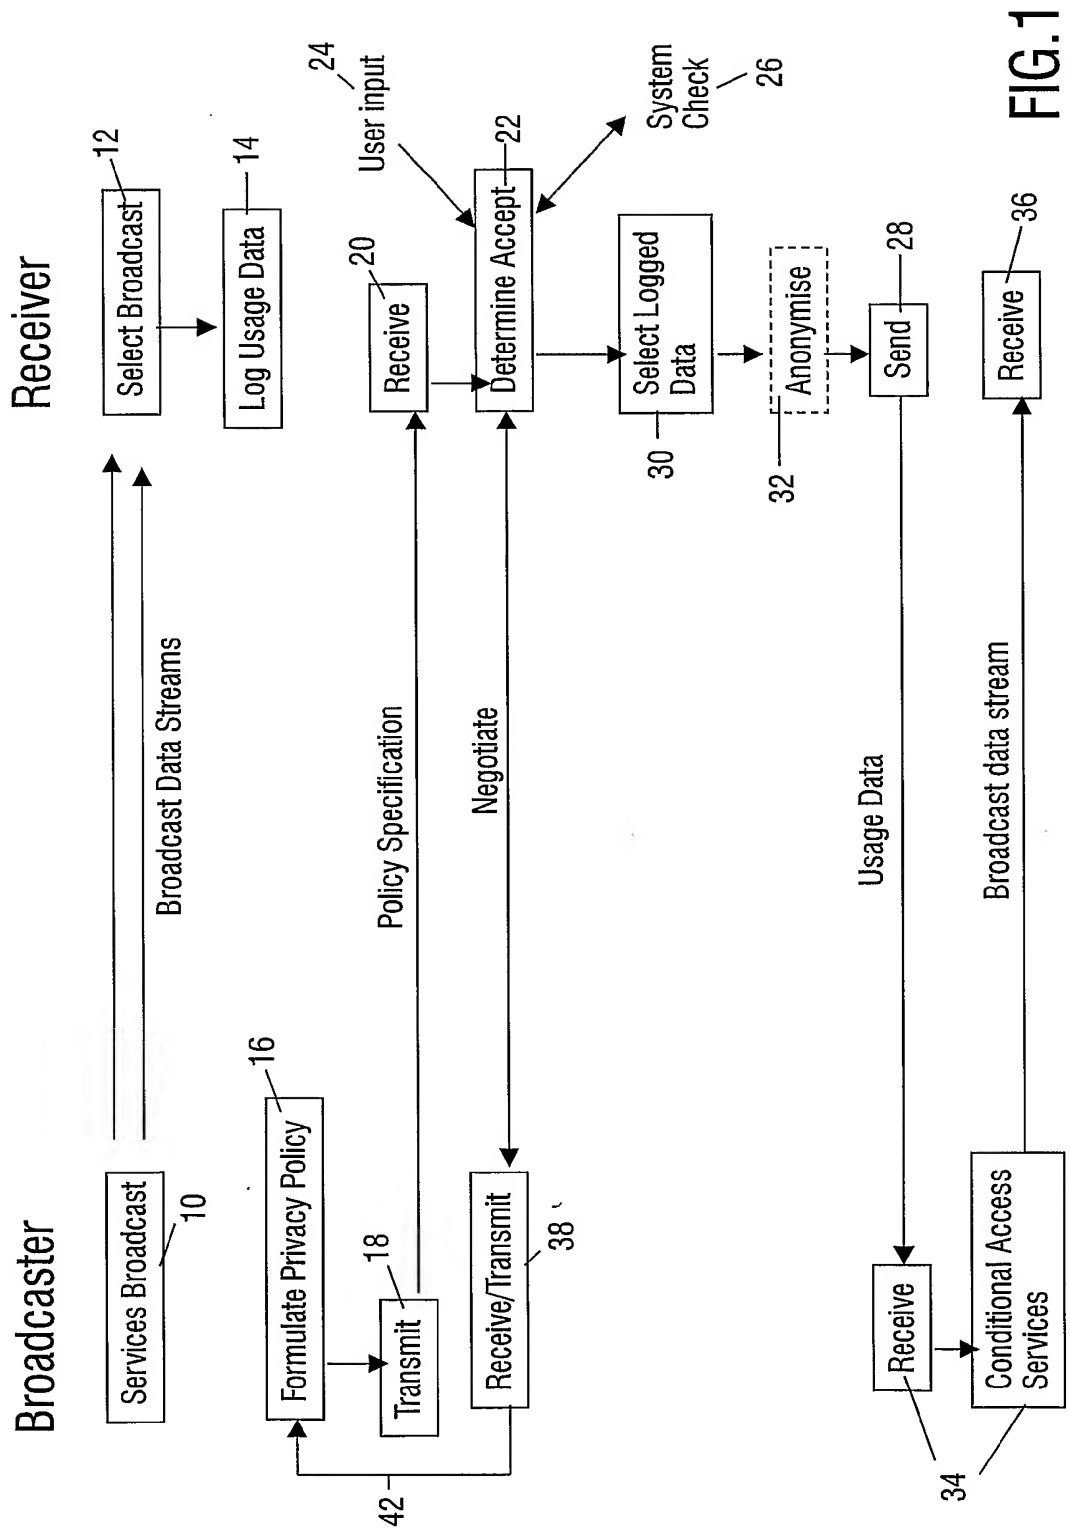 Broadcaster
Receiver
Services Broadcast
10
Broadcast Data Streams
Select Broadcast
12
Log Usage Data
14
Formulate Privacy Policy
16
Transmit
18
Policy Specification
Receive
20
User input
24
Receive/Transmit
38
42
Negotiate
Determine Accept
22
System
Check
26
Select Logged
Data
30
Anonymise
32
Send
28
Usage Data
Receive
34
Conditional Access
Services
Broadcast data stream
Receive
36
FIG.1